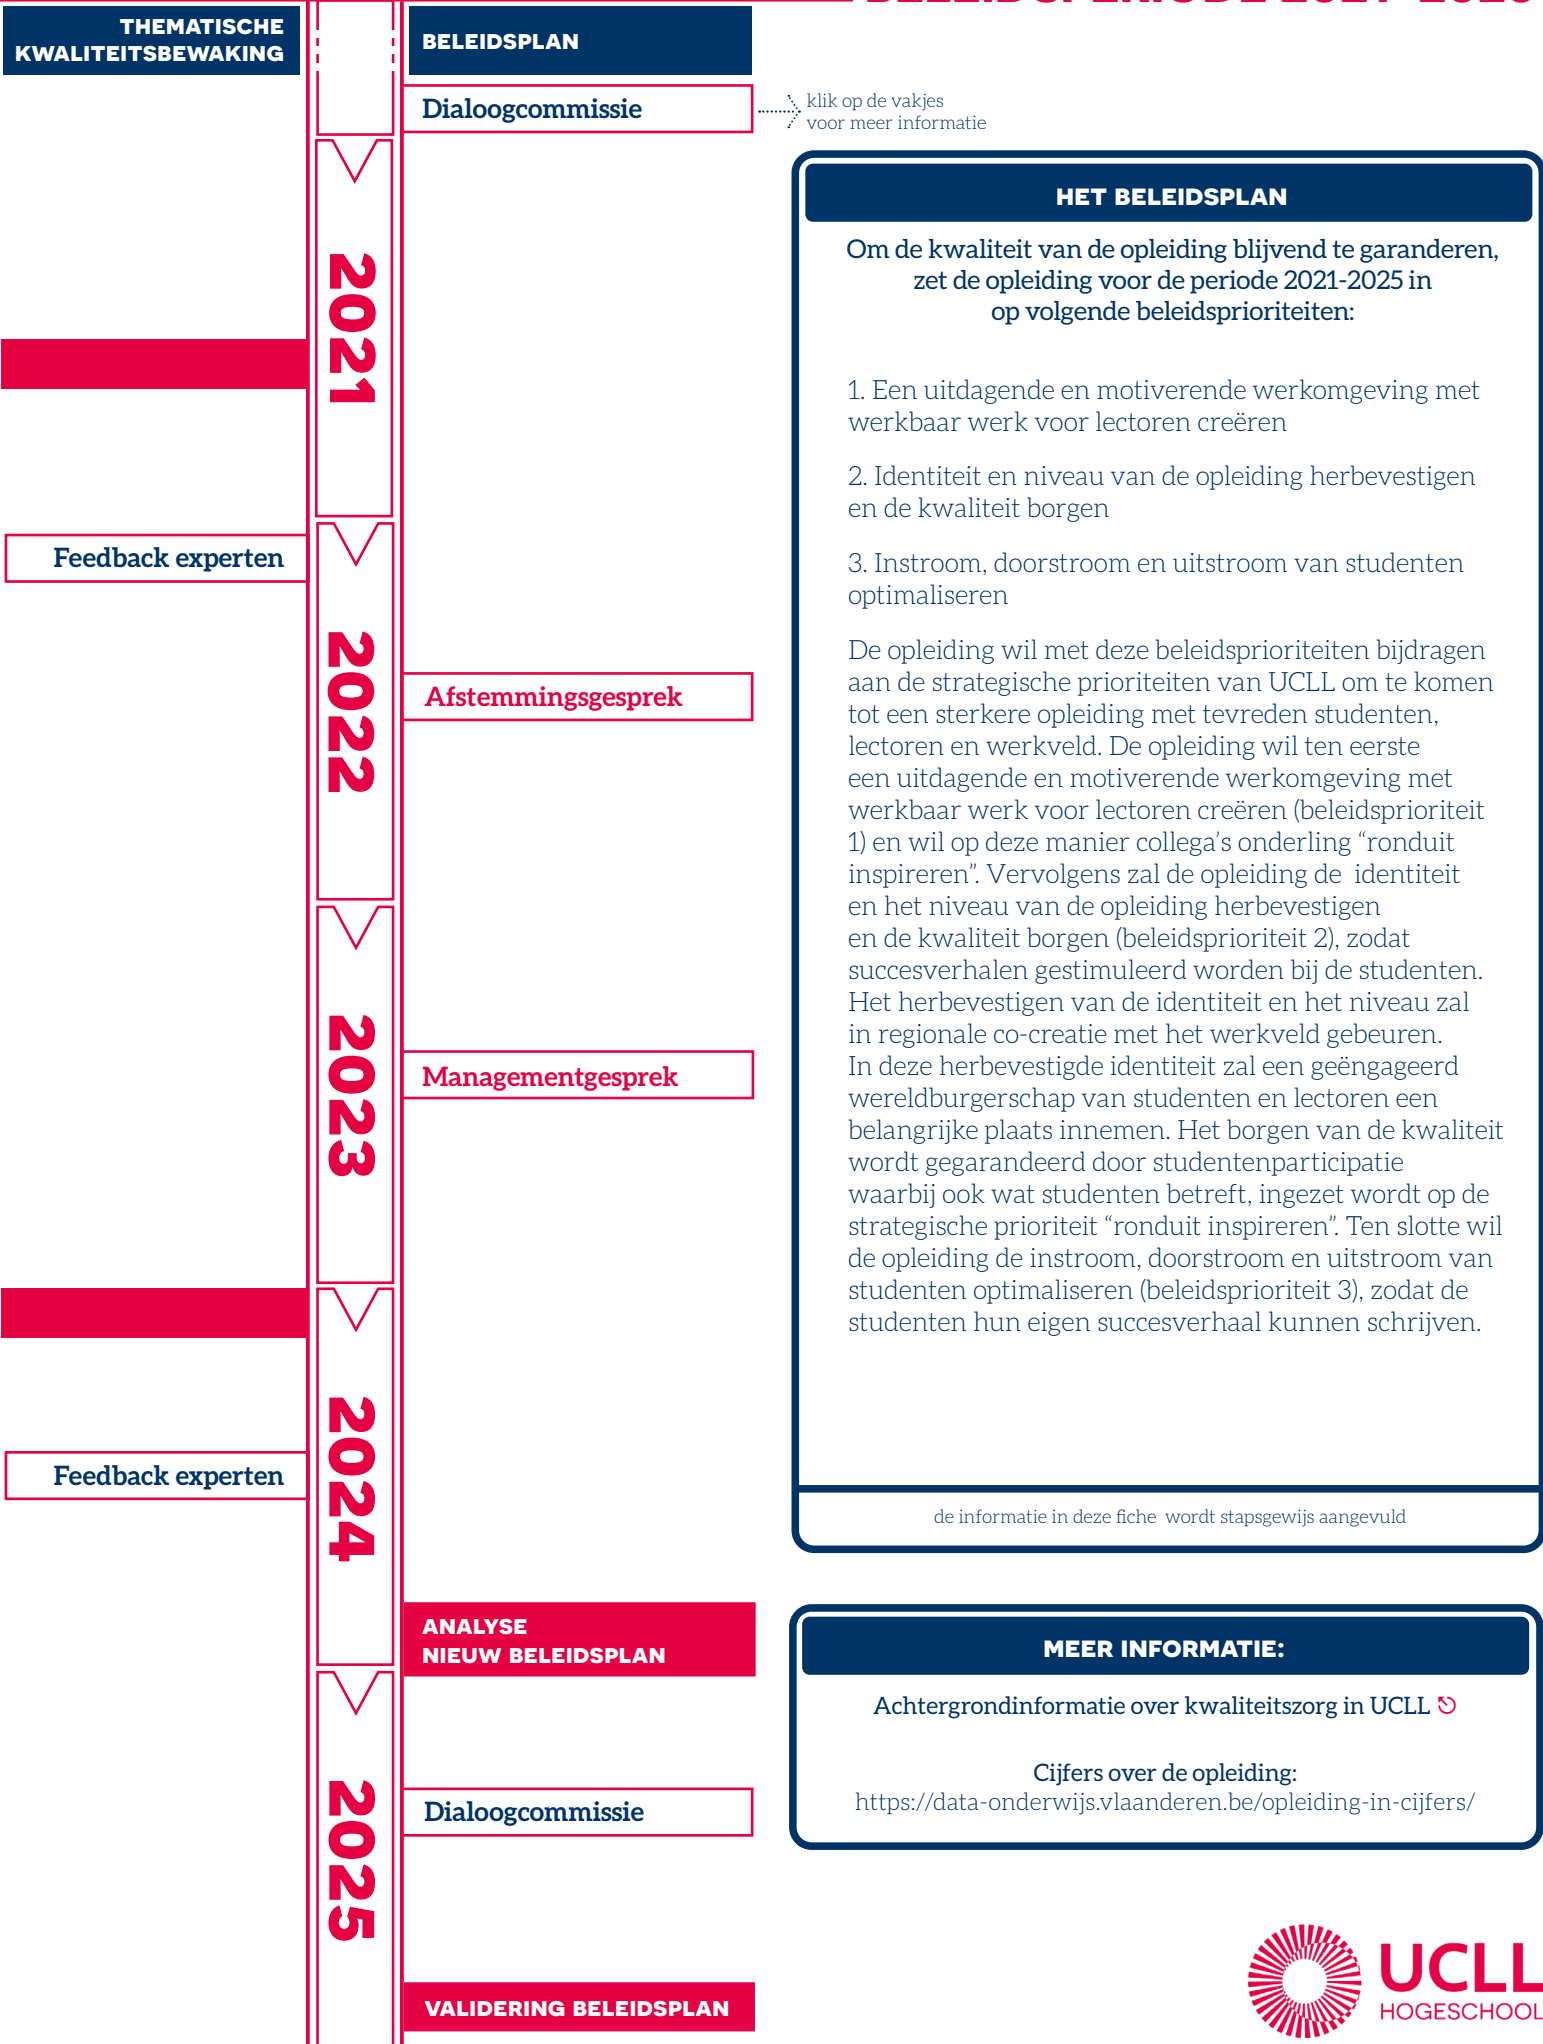 BELEIDSPERIODE 2021-2025
THEMATISCHE
KWALITEITSBEWAKING
BELEIDSPLAN
Dialoogcommissie
klik op de vakjes
voor meer informatie
2021
Feedback experten
2022
Afstemmingsgesprek
2023
Managementgesprek
2024
Feedback experten
ANALYSE
NIEUW BELEIDSPLAN
2025
Dialoogcommissie
VALIDERING BELEIDSPLAN
HET BELEIDSPLAN
Om de kwaliteit van de opleiding blijvend te garanderen,
zet de opleiding voor de periode 2021-2025 in
op volgende beleidsprioriteiten:
1. Een uitdagende en motiverende werkomgeving met
werkbaar werk voor lectoren creëren
2. Identiteit en niveau van de opleiding herbevestigen
en de kwaliteit borgen
3. Instroom, doorstroom en uitstroom van studenten
optimaliseren
De opleiding wil met deze beleidsprioriteiten bijdragen
aan de strategische prioriteiten van UCLL om te komen
tot een sterkere opleiding met tevreden studenten,
lectoren en werkveld. De opleiding wil ten eerste
een uitdagende en motiverende werkomgeving met
werkbaar werk voor lectoren creëren (beleidsprioriteit
1) en wil op deze manier collega’s onderling “ronduit
inspireren”. Vervolgens zal de opleiding de identiteit
en het niveau van de opleiding herbevestigen
en de kwaliteit borgen (beleidsprioriteit 2), zodat
succesverhalen gestimuleerd worden bij de studenten.
Het herbevestigen van de identiteit en het niveau zal
in regionale co-creatie met het werkveld gebeuren.
In deze herbevestigde identiteit zal een geëngageerd
wereldburgerschap van studenten en lectoren een
belangrijke plaats innemen. Het borgen van de kwaliteit
wordt gegarandeerd door studentenparticipatie
waarbij ook wat studenten betreft, ingezet wordt op de
strategische prioriteit “ronduit inspireren”. Ten slotte wil
de opleiding de instroom, doorstroom en uitstroom van
studenten optimaliseren (beleidsprioriteit 3), zodat de
studenten hun eigen succesverhaal kunnen schrijven.
de informatie in deze fiche wordt stapsgewijs aangevuld
MEER INFORMATIE:
Achtergrondinformatie over kwaliteitszorg in UCLL
Cijfers over de opleiding:
https://data-onderwijs.vlaanderen.be/opleiding-in-cijfers/
UCLL
HOGESCHOOL